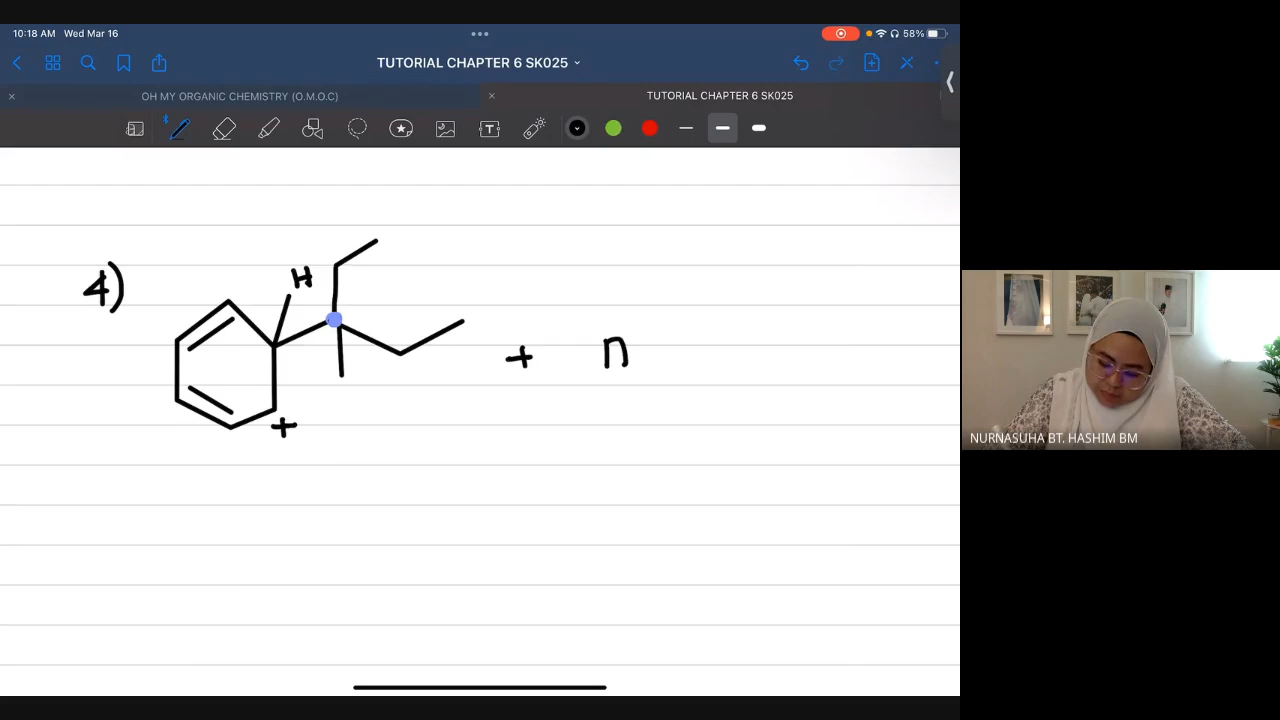 10:18 AM Wed Mar 16
58%
TUTORIAL CHAPTER 6 SK025
OH MY ORGANIC CHEMISTRY (O.M.O.C)
TUTORIAL CHAPTER 6 SK025
T
4)
H
+ n
+
NURNASUHA BT. HASHIM BM